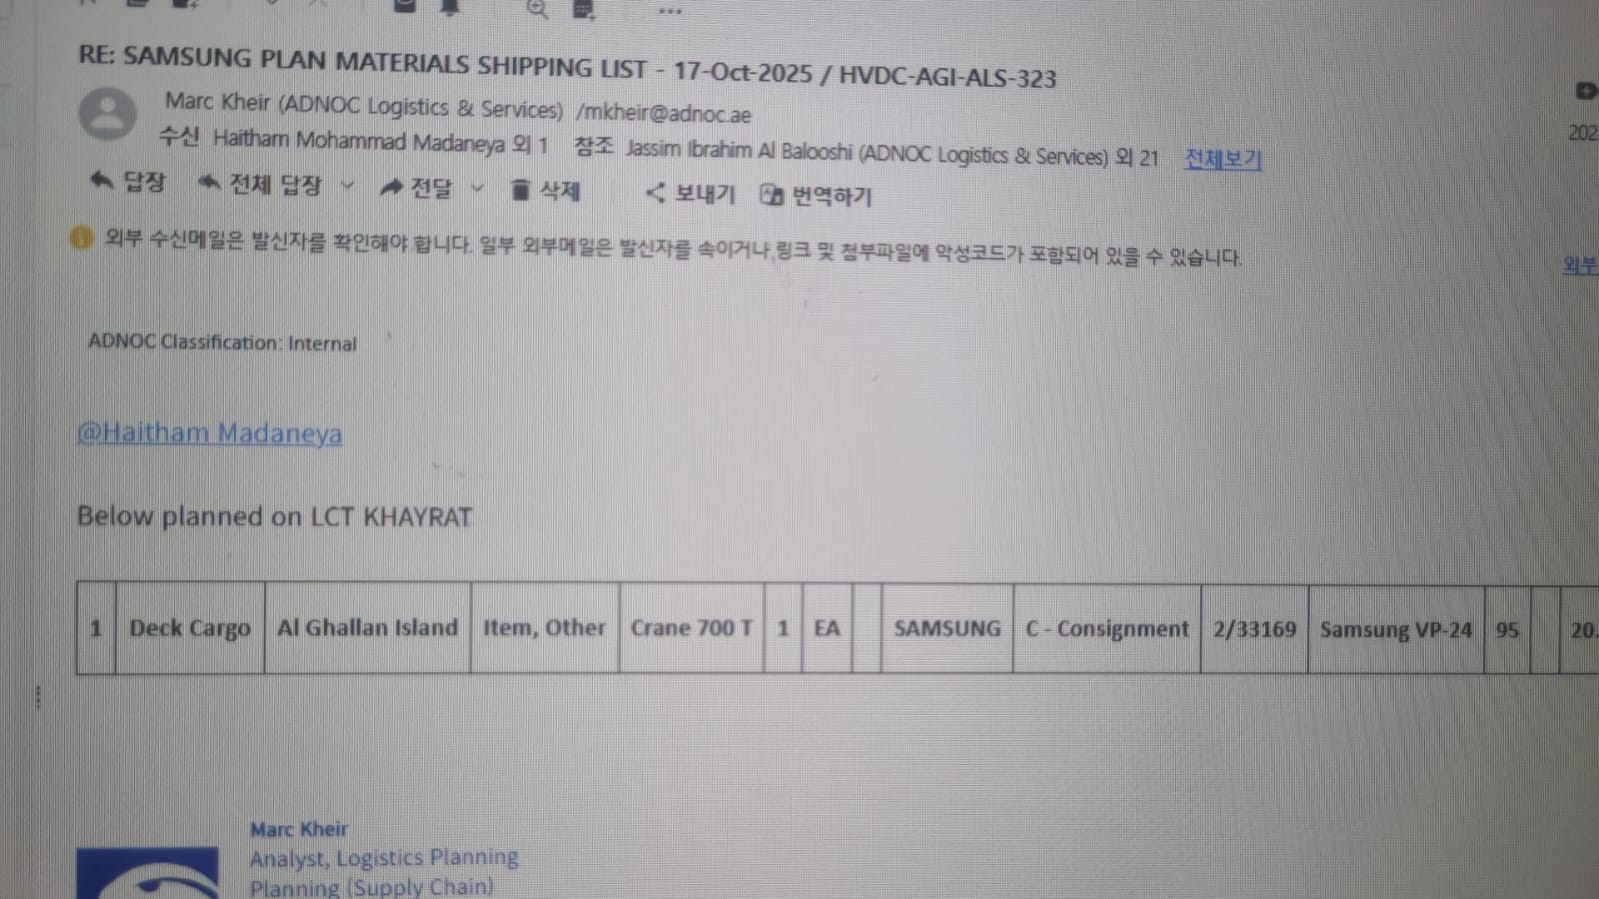 RE: SAMSUNG PLAN MATERIALS SHIPPING LIST - 17-Oct-2025 / HVDC-AGI-ALS-323
Marc Kheir (ADNOC Logistics & Services) /mkheir@adnoc.ae
202
수신 Haitham Mohammad Madaneya 외 1 참조 Jassim Ibrahim Al Balooshi (ADNOC Logistics & Services) 외 21 전체보기
답장 전체 답장 전달 삭제 보내기 번역하기
외부 수신메일은 발신자를 확인해야 합니다. 일부 외부메일은 발신자를 속이거나,링크 및 첨부파일에 악성코드가 포함되어 있을 수 있습니다.
외부
ADNOC Classification: Internal
@Haitham Madaneya
Below planned on LCT KHAYRAT
1 Deck Cargo Al Ghallan Island Item, Other Crane 700 T 1 EA SAMSUNG C - Consignment 2/33169 Samsung VP-24 95 20.
Marc Kheir
Analyst, Logistics Planning
Planning (Supply Chain)